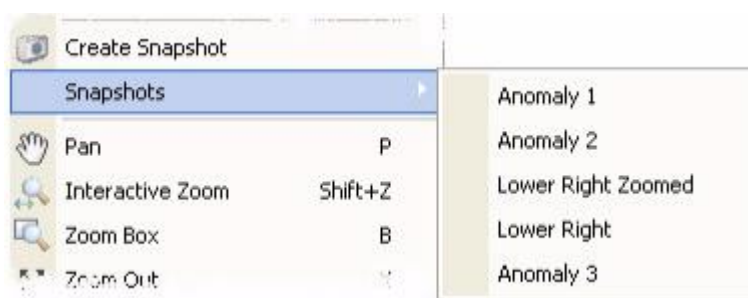 Create Snapshot
Snapshots
Pan P
Interactive Zoom Shift+Z
Zoom Box B
Zoom Out
Anomaly 1
Anomaly 2
Lower Right Zoomed
Lower Right
Anomaly 3